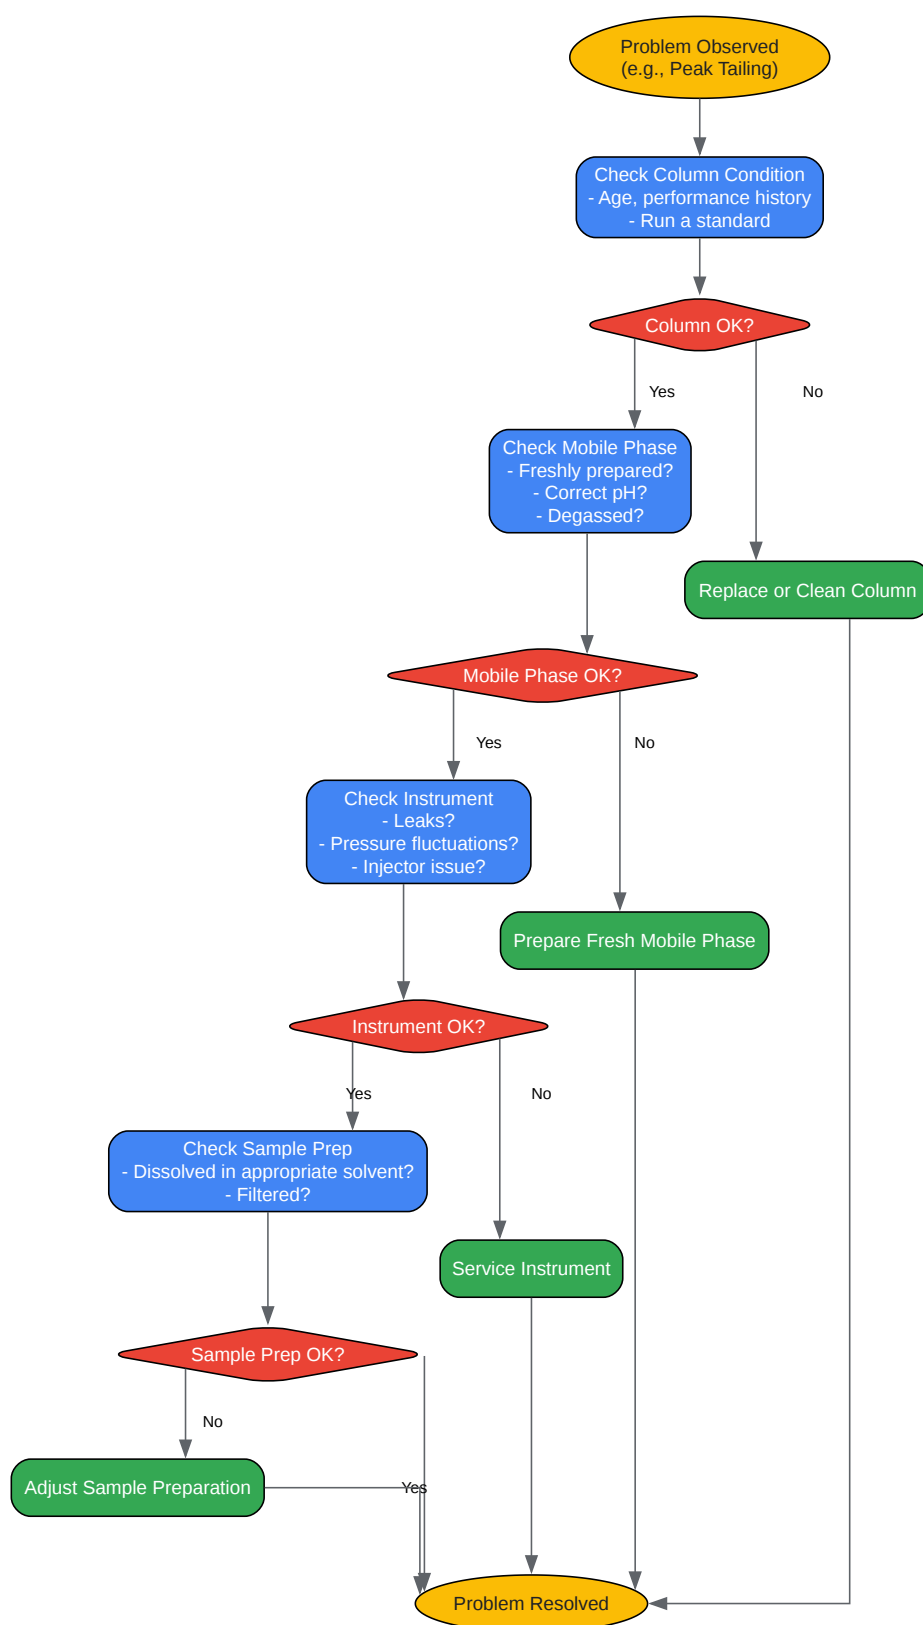 Problem Observed
(e.g., Peak Tailing)
Check Column Condition
- Age, performance history
- Run a standard
Column OK?
Yes
No
Check Mobile Phase
- Freshly prepared?
- Correct pH?
- Degassed?
Replace or Clean Column
Mobile Phase OK?
Yes
No
Check Instrument
- Leaks?
- Pressure fluctuations?
- Injector issue?
Prepare Fresh Mobile Phase
Instrument OK?
Yes
No
Check Sample Prep
- Dissolved in appropriate solvent?
- Filtered?
Service Instrument
Sample Prep OK?
No
Adjust Sample Preparation
Yes
Problem Resolved